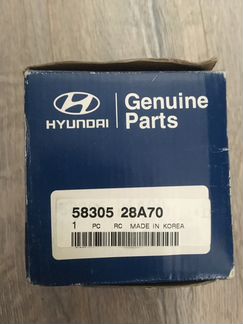 HYUNDAI
Genuine
Parts
58305 28A70
1 PC RC MADE IN KOREA